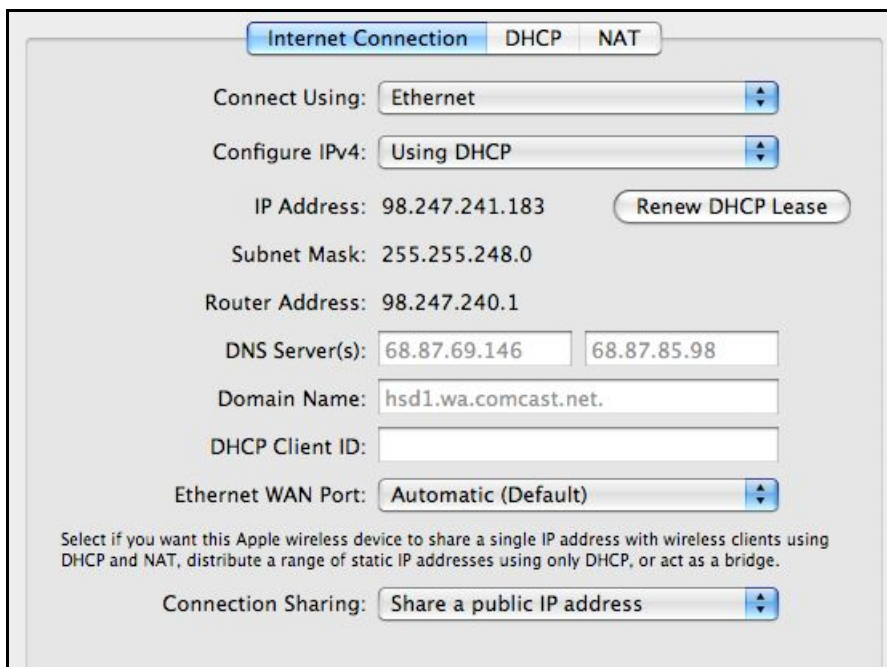 Internet Connection DHCP NAT
Connect Using: Ethernet
Configure IPv4: Using DHCP
IP Address: 98.247.241.183 Renew DHCP Lease
Subnet Mask: 255.255.248.0
Router Address: 98.247.240.1
DNS Server(s): 68.87.69.146 68.87.85.98
Domain Name: hsd1.wa.comcast.net.
DHCP Client ID:
Ethernet WAN Port: Automatic (Default)
Select if you want this Apple wireless device to share a single IP address with wireless clients using
DHCP and NAT, distribute a range of static IP addresses using only DHCP, or act as a bridge.
Connection Sharing: Share a public IP address